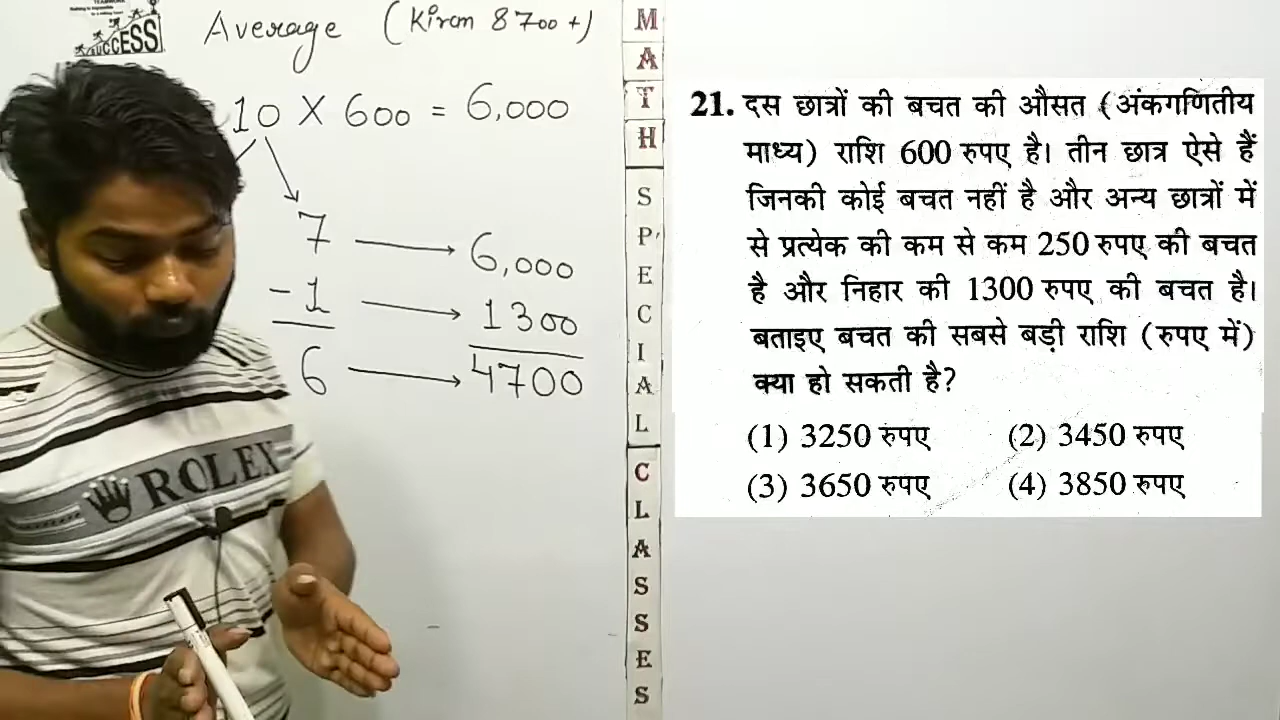 TEAMWORK
SUCCESS
Average (Kiran 8700+)
10 X 600 = 6,000
7 → 6,000
-1 → 1300
6 → 4700
ROLEX
MATH
SPECIAL
CLASSES
21. दस छात्रों की बचत की औसत (अंकगणितीय
माध्य) राशि 600 रुपए है। तीन छात्र ऐसे हैं
जिनकी कोई बचत नहीं है और अन्य छात्रों में
से प्रत्येक की कम से कम 250 रुपए की बचत
है और निहार की 1300 रुपए की बचत है।
बताइए बचत की सबसे बड़ी राशि (रुपए में)
क्या हो सकती है?
(1) 3250 रुपए (2) 3450 रुपए
(3) 3650 रुपए (4) 3850 रुपए